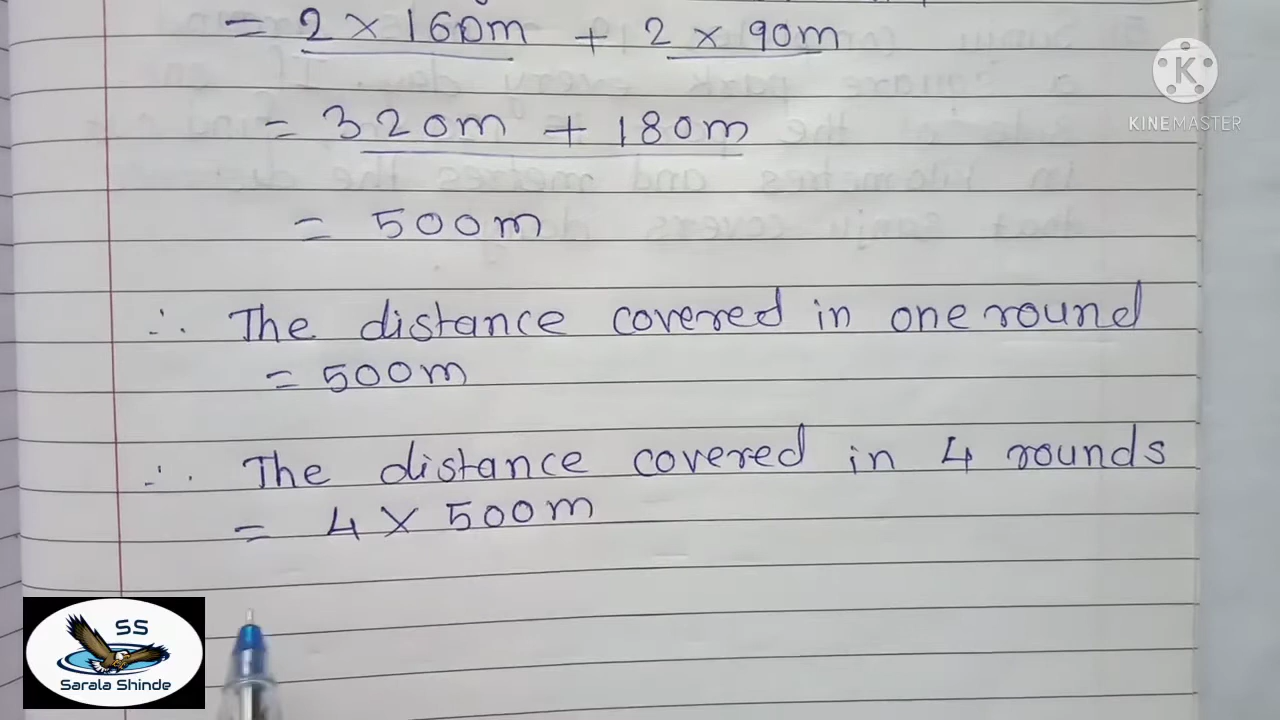 = 2 × 160m + 2 × 90m
= 320m + 180m
= 500m
∴ The distance covered in one round
= 500m
∴ The distance covered in 4 rounds
= 4 × 500m
K
KINEMASTER
SS
Sarala Shinde